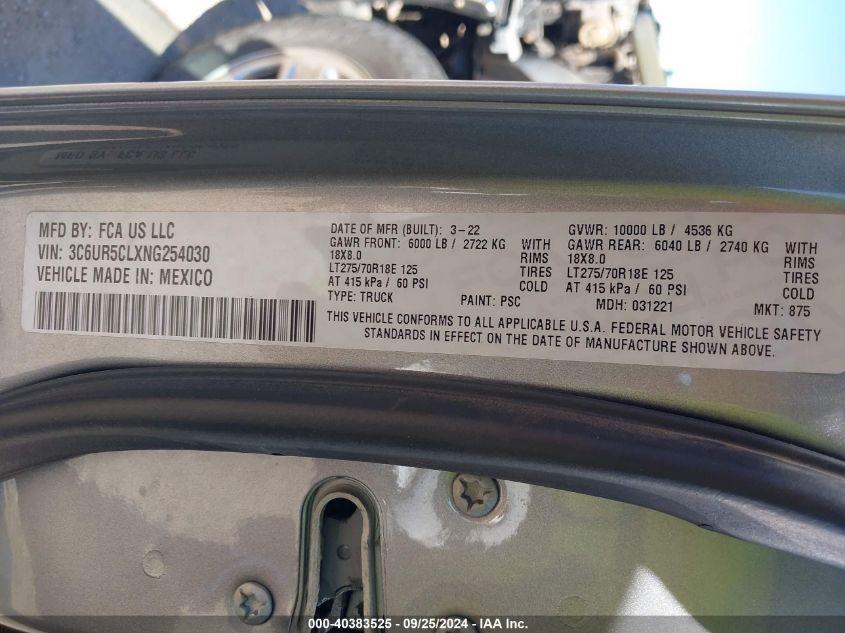 MFD BY: FCA US LLC
VIN: 3C6UR5CLXNG254030
VEHICLE MADE IN: MEXICO
DATE OF MFR (BUILT): 3-22
GAWR FRONT: 6000 LB / 2722 KG WITH
18X8.0 RIMS
LT275/70R18E 125 TIRES
AT 415 kPa / 60 PSI COLD
TYPE: TRUCK PAINT: PSC
GVWR: 10000 LB / 4536 KG
GAWR REAR: 6040 LB / 2740 KG WITH
18X8.0 RIMS
LT275/70R18E 125 TIRES
AT 415 kPa / 60 PSI COLD
MDH: 031221 MKT: 875
THIS VEHICLE CONFORMS TO ALL APPLICABLE U.S.A. FEDERAL MOTOR VEHICLE SAFETY
STANDARDS IN EFFECT ON THE DATE OF MANUFACTURE SHOWN ABOVE.
000-40383525 - 09/25/2024 - IAA Inc.